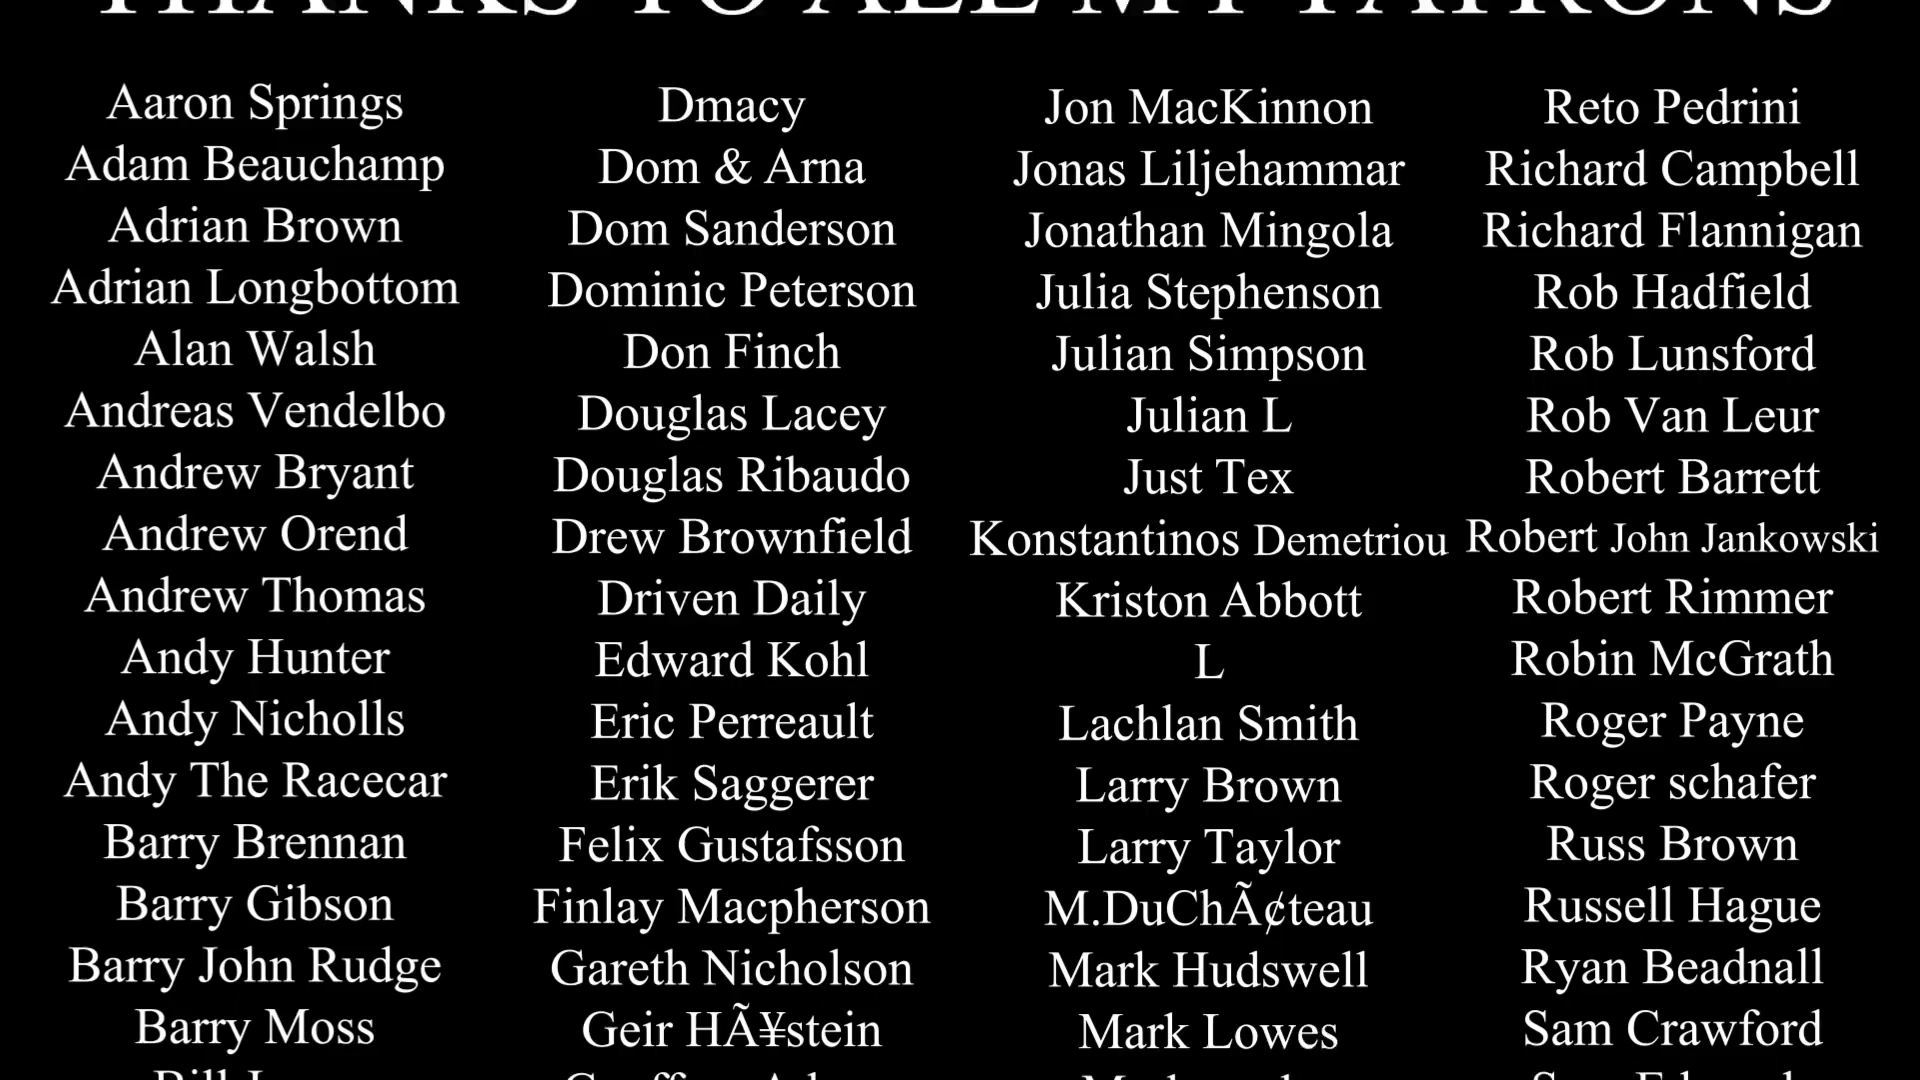 THANKS TO ALL MY PATRONS
Aaron Springs
Adam Beauchamp
Adrian Brown
Adrian Longbottom
Alan Walsh
Andreas Vendelbo
Andrew Bryant
Andrew Orend
Andrew Thomas
Andy Hunter
Andy Nicholls
Andy The Racecar
Barry Brennan
Barry Gibson
Barry John Rudge
Barry Moss
Dmacy
Dom & Arna
Dom Sanderson
Dominic Peterson
Don Finch
Douglas Lacey
Douglas Ribaudo
Drew Brownfield
Driven Daily
Edward Kohl
Eric Perreault
Erik Saggerer
Felix Gustafsson
Finlay Macpherson
Gareth Nicholson
Geir HÃ¥stein
Jon MacKinnon
Jonas Liljehammar
Jonathan Mingola
Julia Stephenson
Julian Simpson
Julian L
Just Tex
Konstantinos Demetriou
Kriston Abbott
L
Lachlan Smith
Larry Brown
Larry Taylor
M.DuChÃ¢teau
Mark Hudswell
Mark Lowes
Reto Pedrini
Richard Campbell
Richard Flannigan
Rob Hadfield
Rob Lunsford
Rob Van Leur
Robert Barrett
Robert John Jankowski
Robert Rimmer
Robin McGrath
Roger Payne
Roger schafer
Russ Brown
Russell Hague
Ryan Beadnall
Sam Crawford